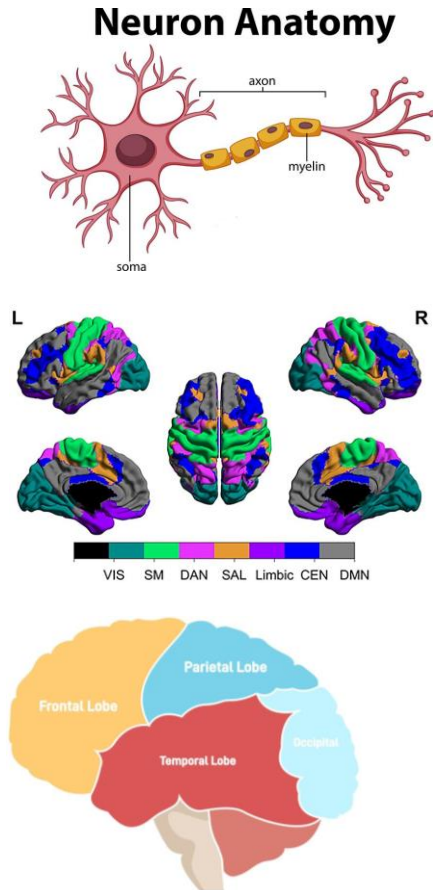 Neuron Anatomy
axon
myelin
soma
L
R
VIS SM DAN SAL Limbic CEN DMN
Parietal Lobe
Frontal Lobe
Occipital
Temporal Lobe